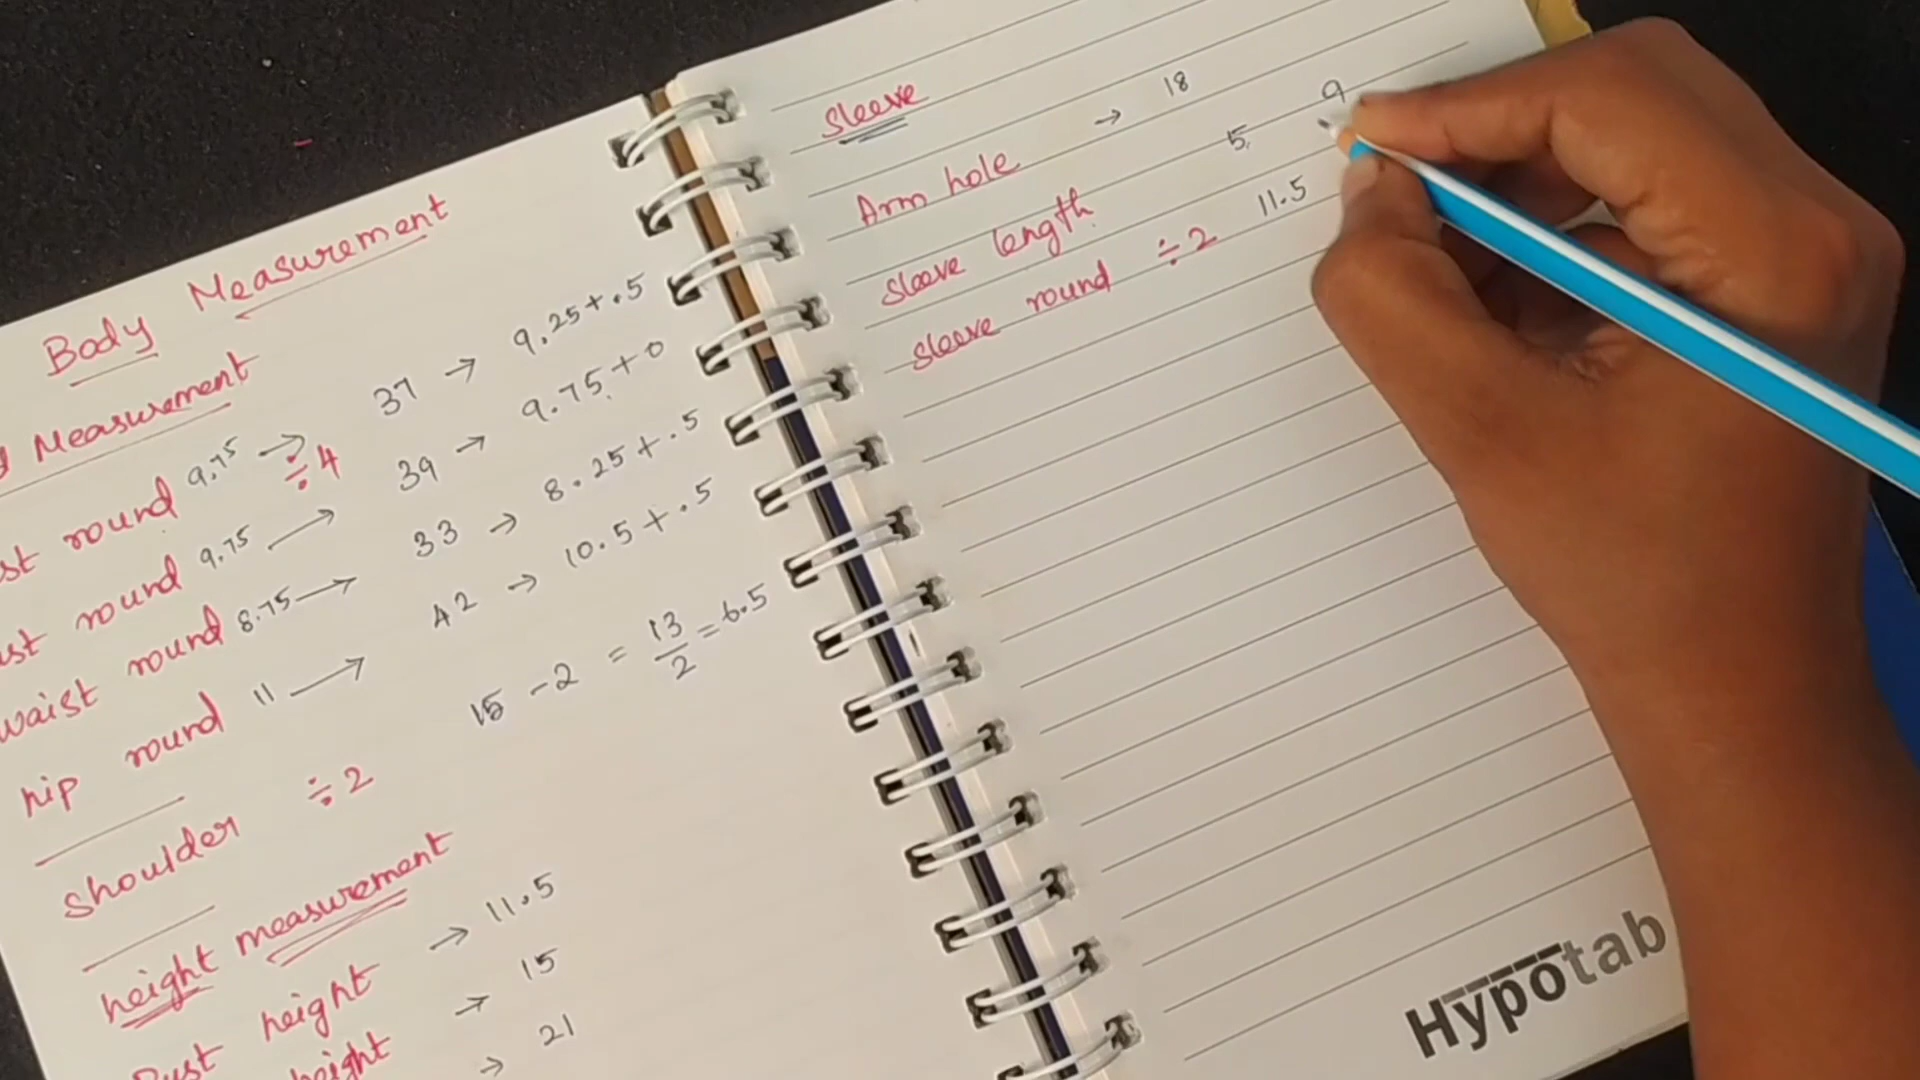 Body Measurement
Measurement
round 9.75 → ÷4 37 → 9.25+.5
round 9.75 → 39 → 9.75+0
waist round 8.75 → 33 → 8.25+.5
hip round 11 → 42 → 10.5+.5
shoulder ÷2 15 -2 = 13/2 = 6.5
height measurement
height → 11.5
height → 15
→ 21
Sleeve
Arm hole → 18
Sleeve length 5 9
Sleeve round ÷2 11.5
Hypotab